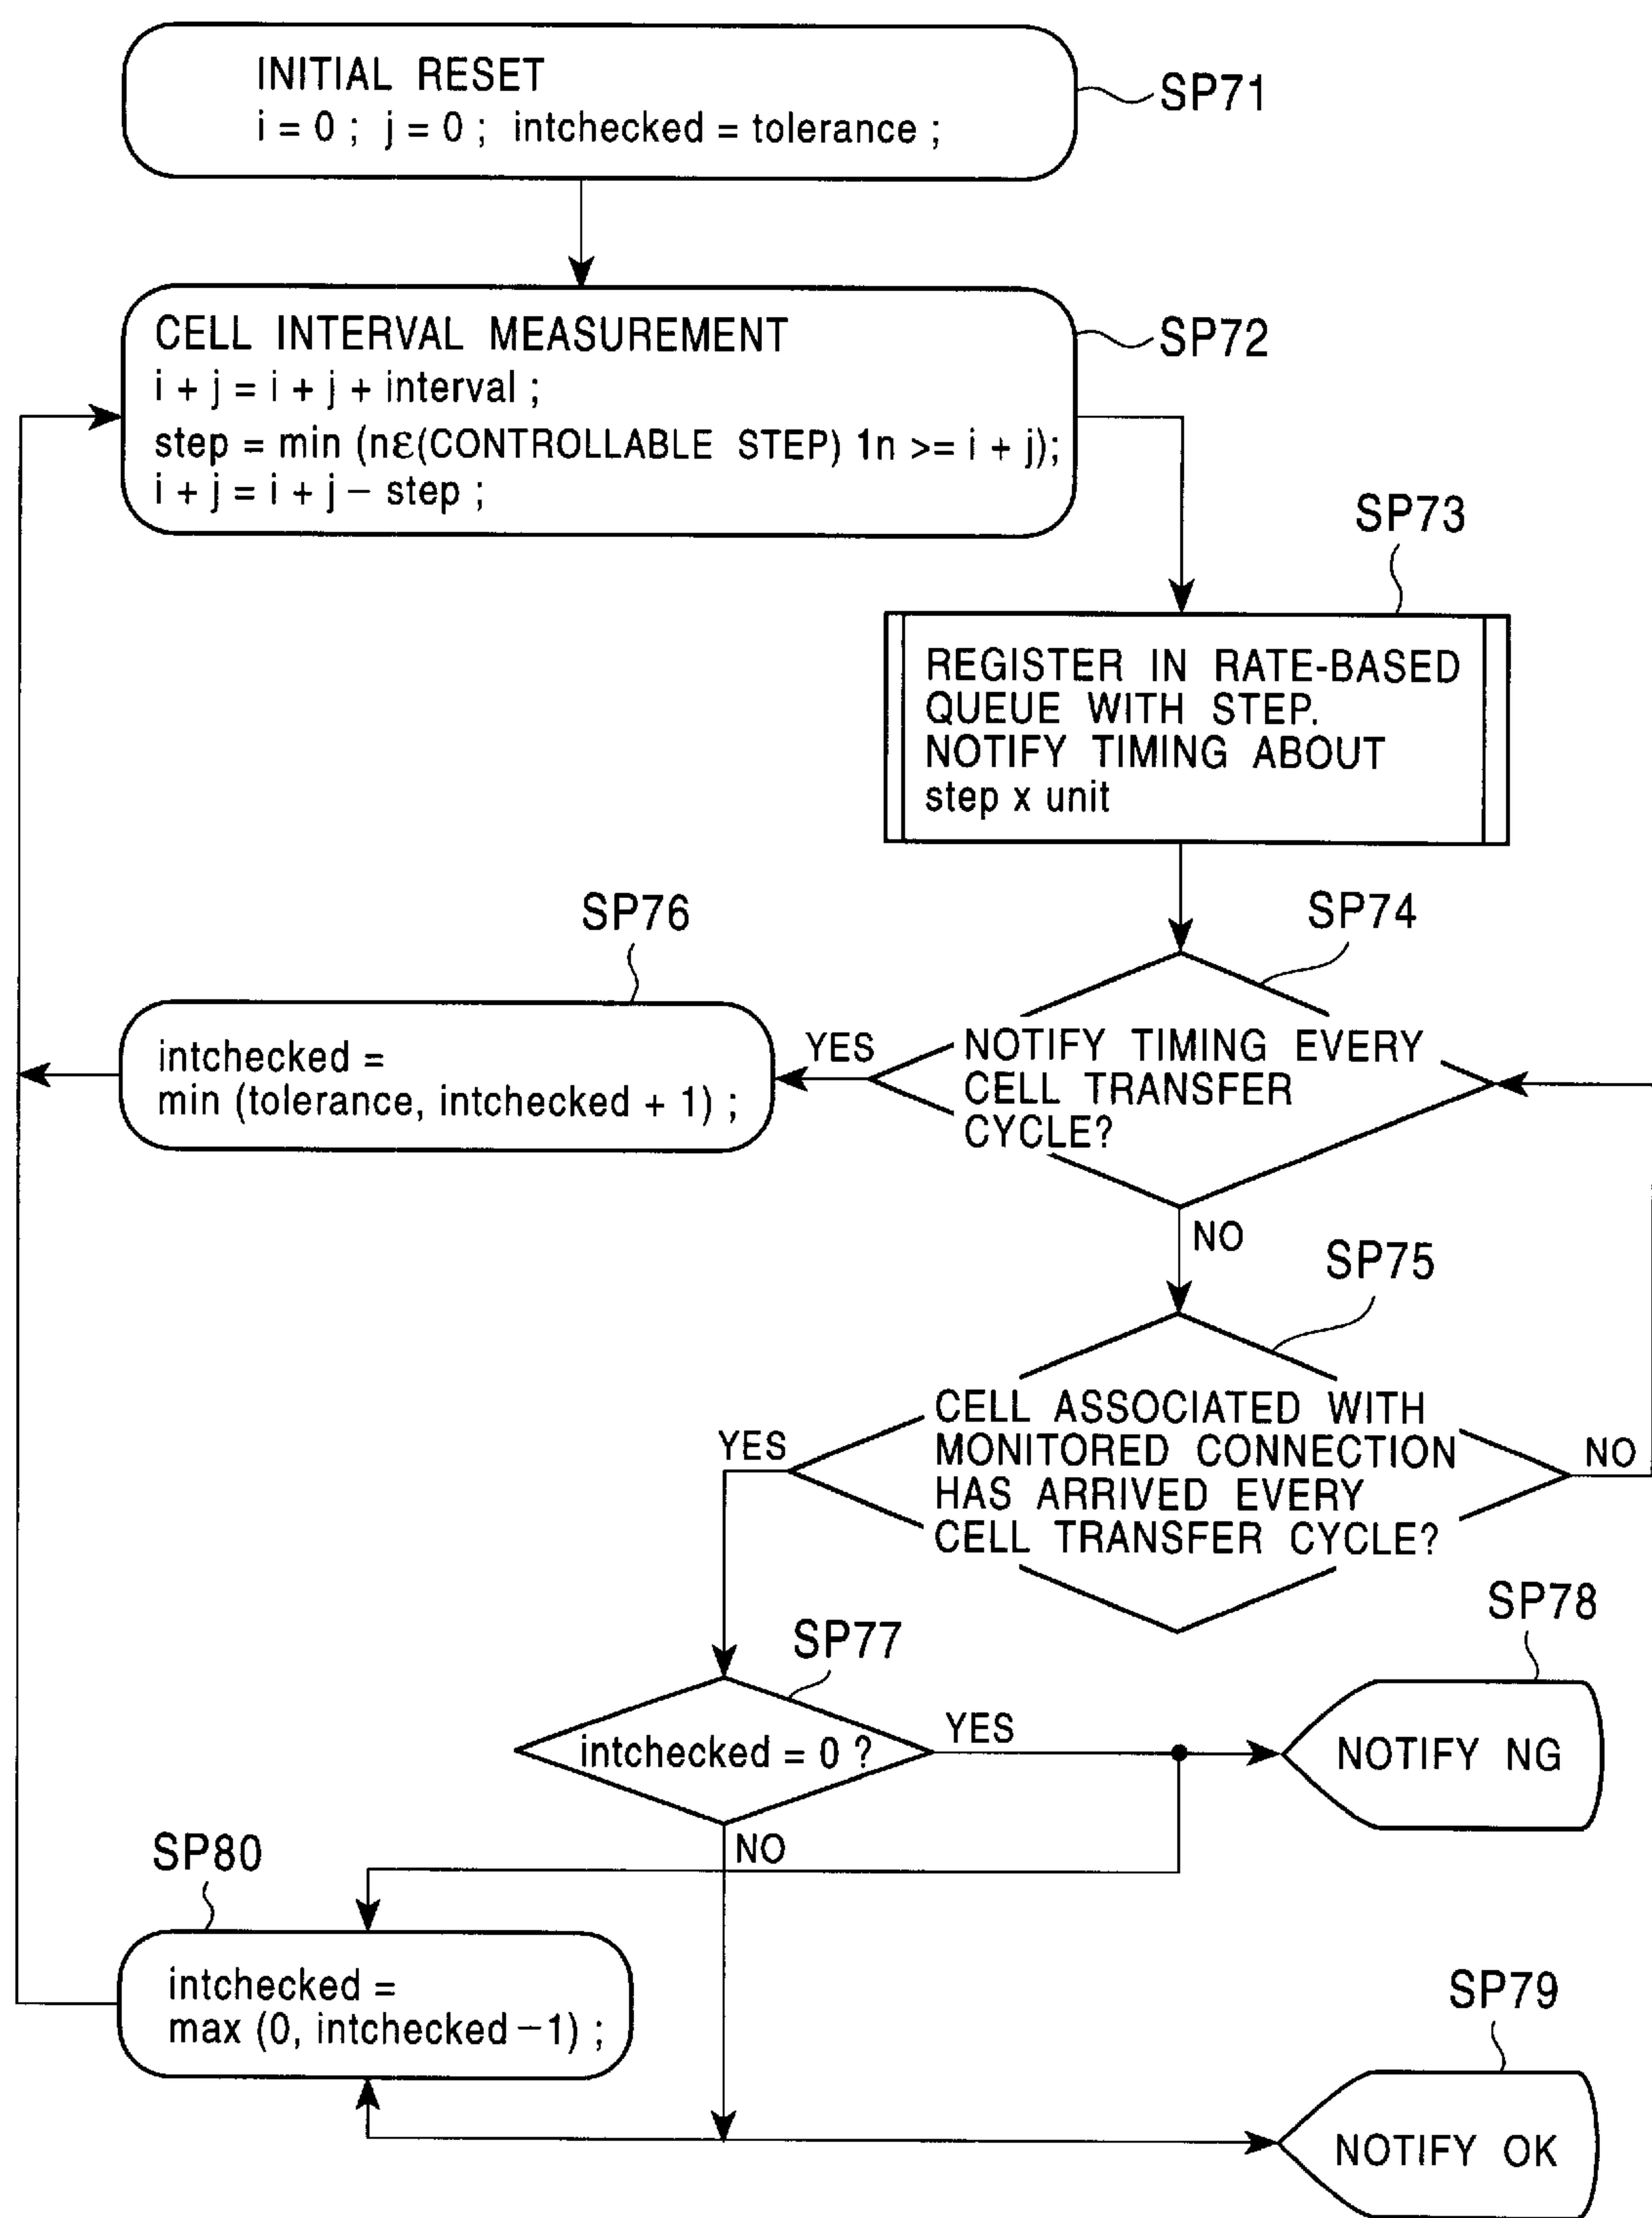 INITIAL RESET
i = 0 ; j = 0 ; intchecked = tolerance ;
SP71
CELL INTERVAL MEASUREMENT
i + j = i + j + interval ;
step = min (nε(CONTROLLABLE STEP) 1n >= i + j);
i + j = i + j − step ;
SP72
SP73
REGISTER IN RATE-BASED
QUEUE WITH STEP.
NOTIFY TIMING ABOUT
step x unit
SP76
SP74
intchecked =
min (tolerance, intchecked + 1) ;
YES
NOTIFY TIMING EVERY
CELL TRANSFER
CYCLE?
NO
SP75
YES
CELL ASSOCIATED WITH
MONITORED CONNECTION
HAS ARRIVED EVERY
CELL TRANSFER CYCLE?
NO
SP77
SP78
intchecked = 0 ?
YES
NOTIFY NG
NO
SP80
intchecked =
max (0, intchecked −1) ;
SP79
NOTIFY OK